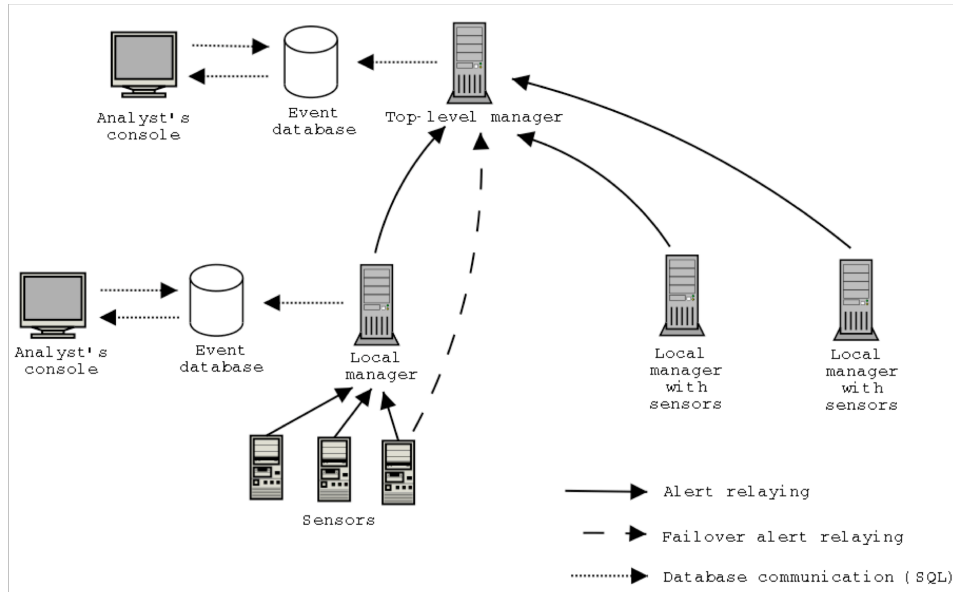 Analyst's
console
Event
database
Top-level manager
Analyst's
console
Event
database
Local
manager
Local
manager
with
sensors
Local
manager
with
sensors
Sensors
Alert relaying
Failover alert relaying
Database communication (SQL)